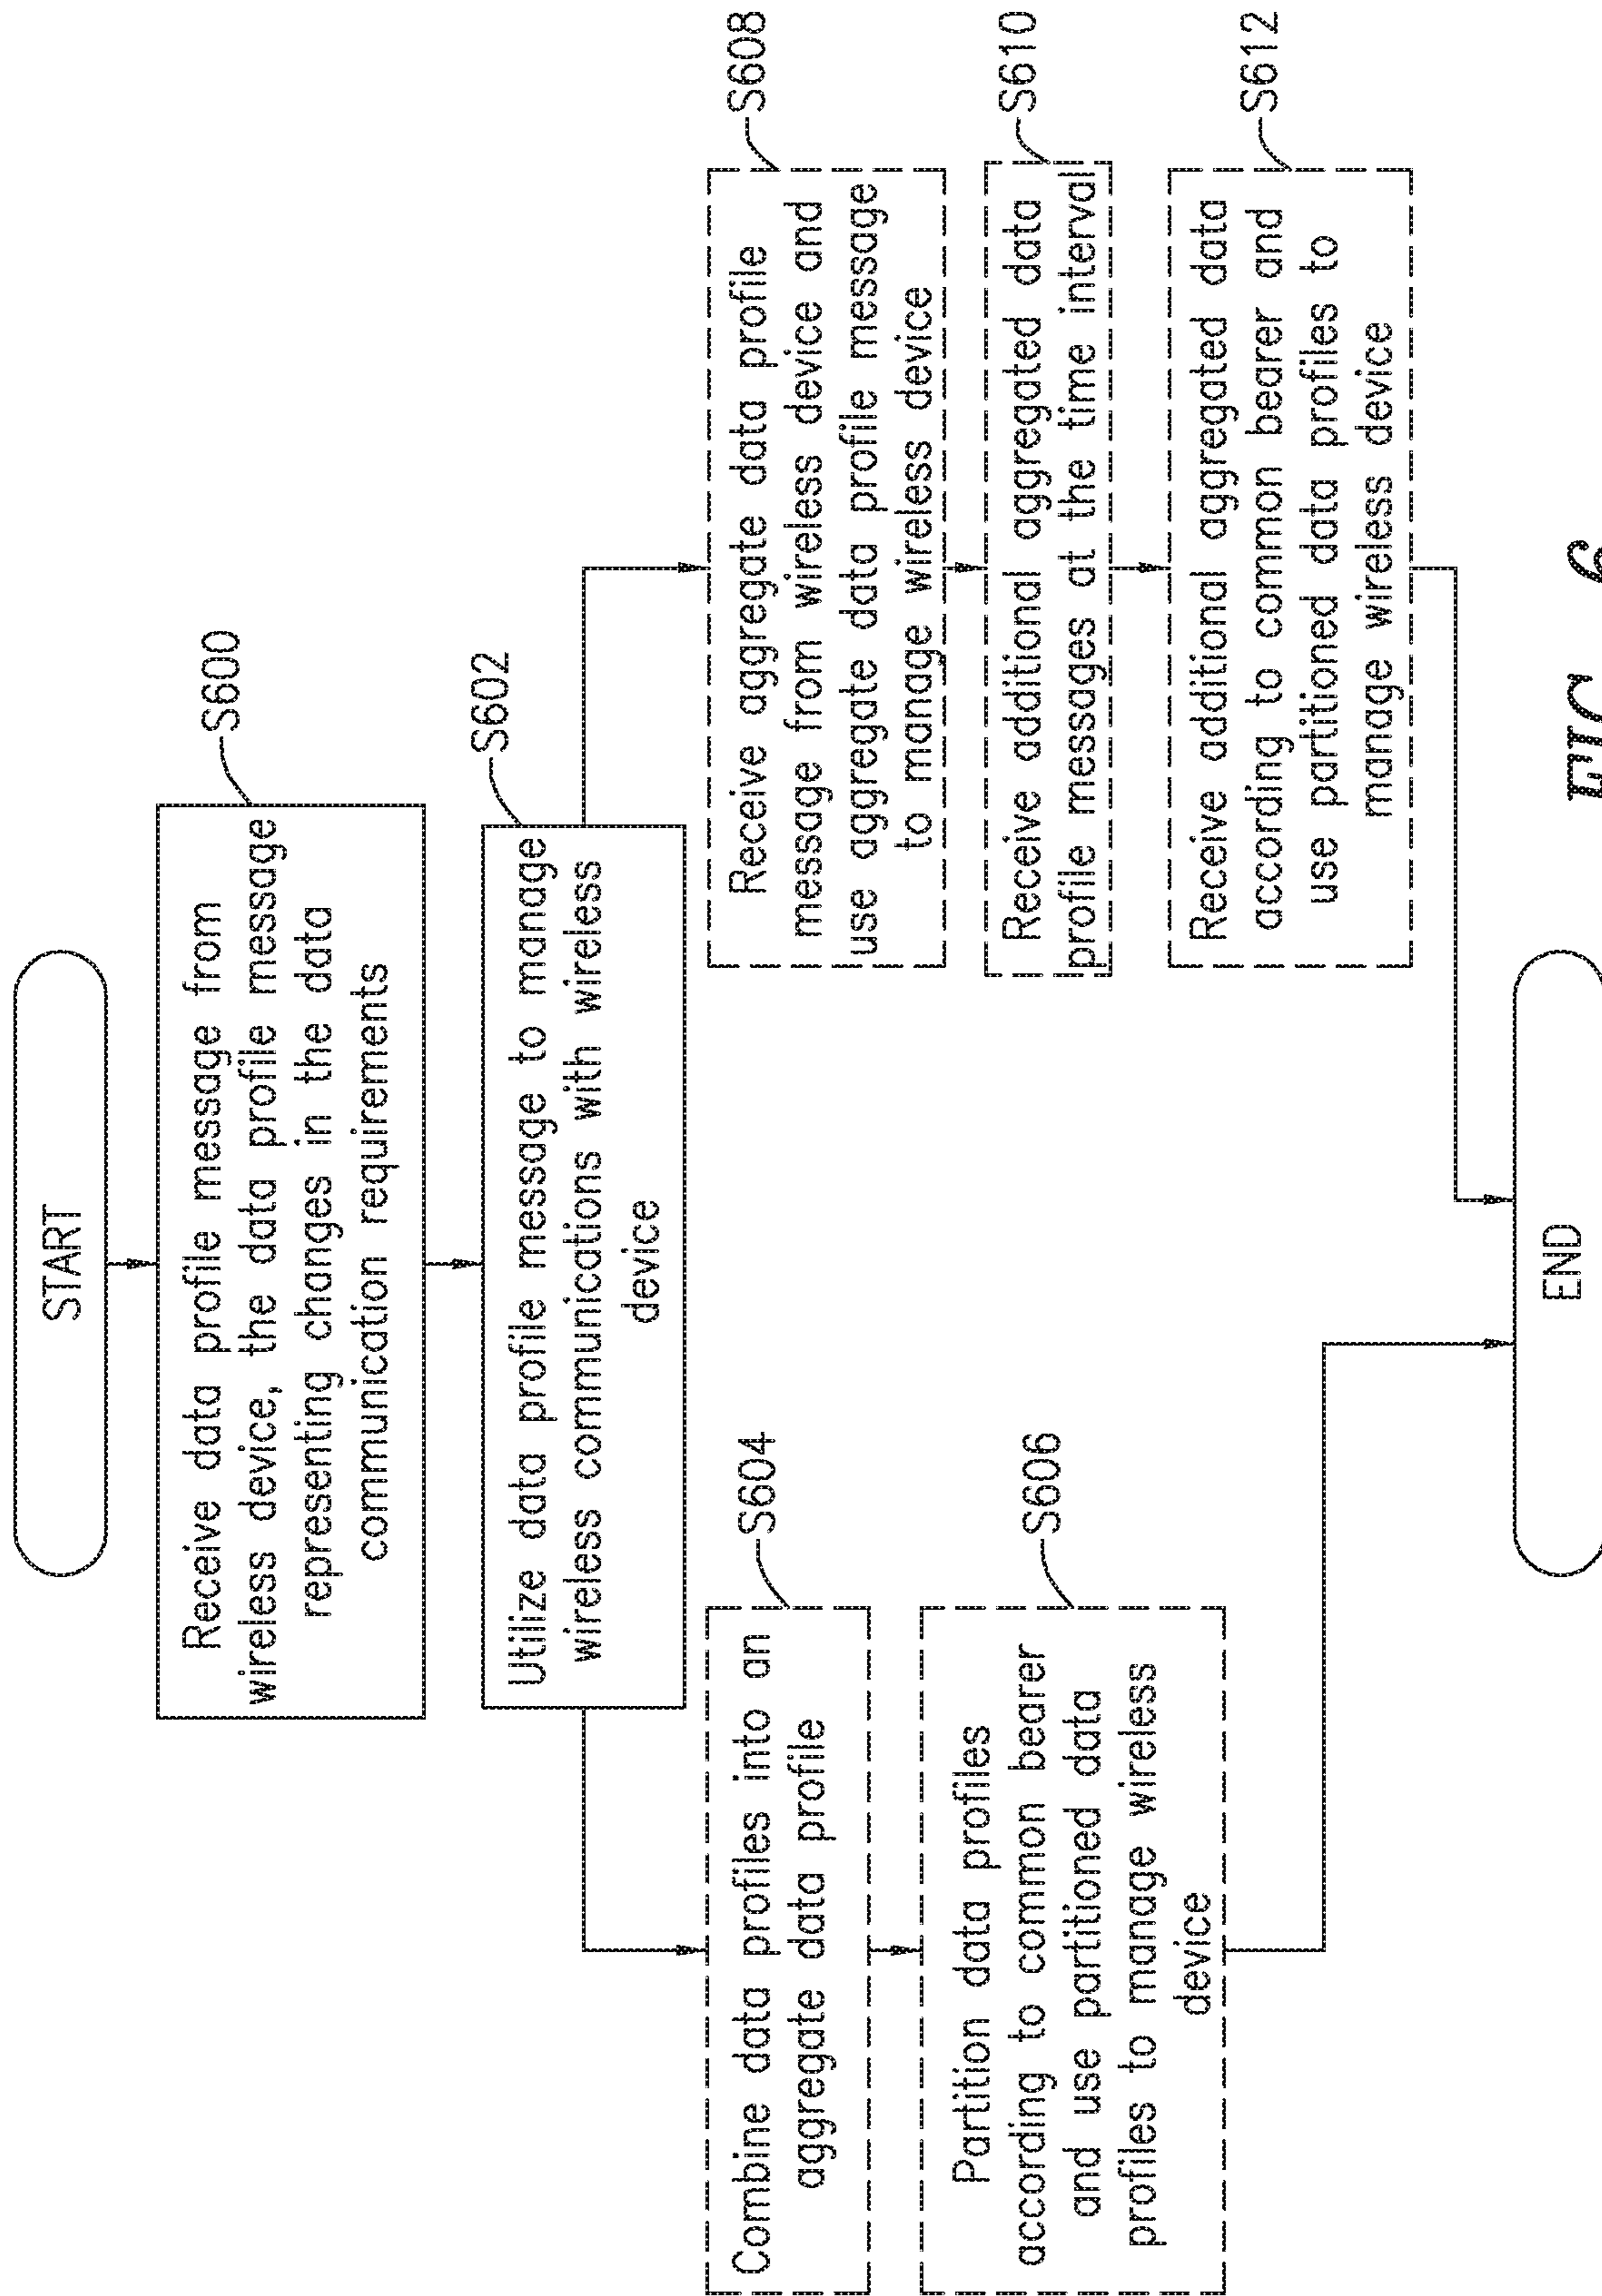 START
Receive data profile message from
wireless device, the data profile message
representing changes in the data
communication requirements
S600
Utilize data profile message to manage
wireless communications with wireless
device
S602
Combine data profiles into an
aggregate data profile
S604
Partition data profiles
according to common bearer
and use partitioned data
profiles to manage wireless
device
S606
Receive aggregate data profile
message from wireless device and
use aggregate data profile message
to manage wireless device
S608
Receive additional aggregated data
profile messages at the time interval
S610
Receive additional aggregated data
according to common bearer and
use partitioned data profiles to
manage wireless device
S612
END
FIG. 6